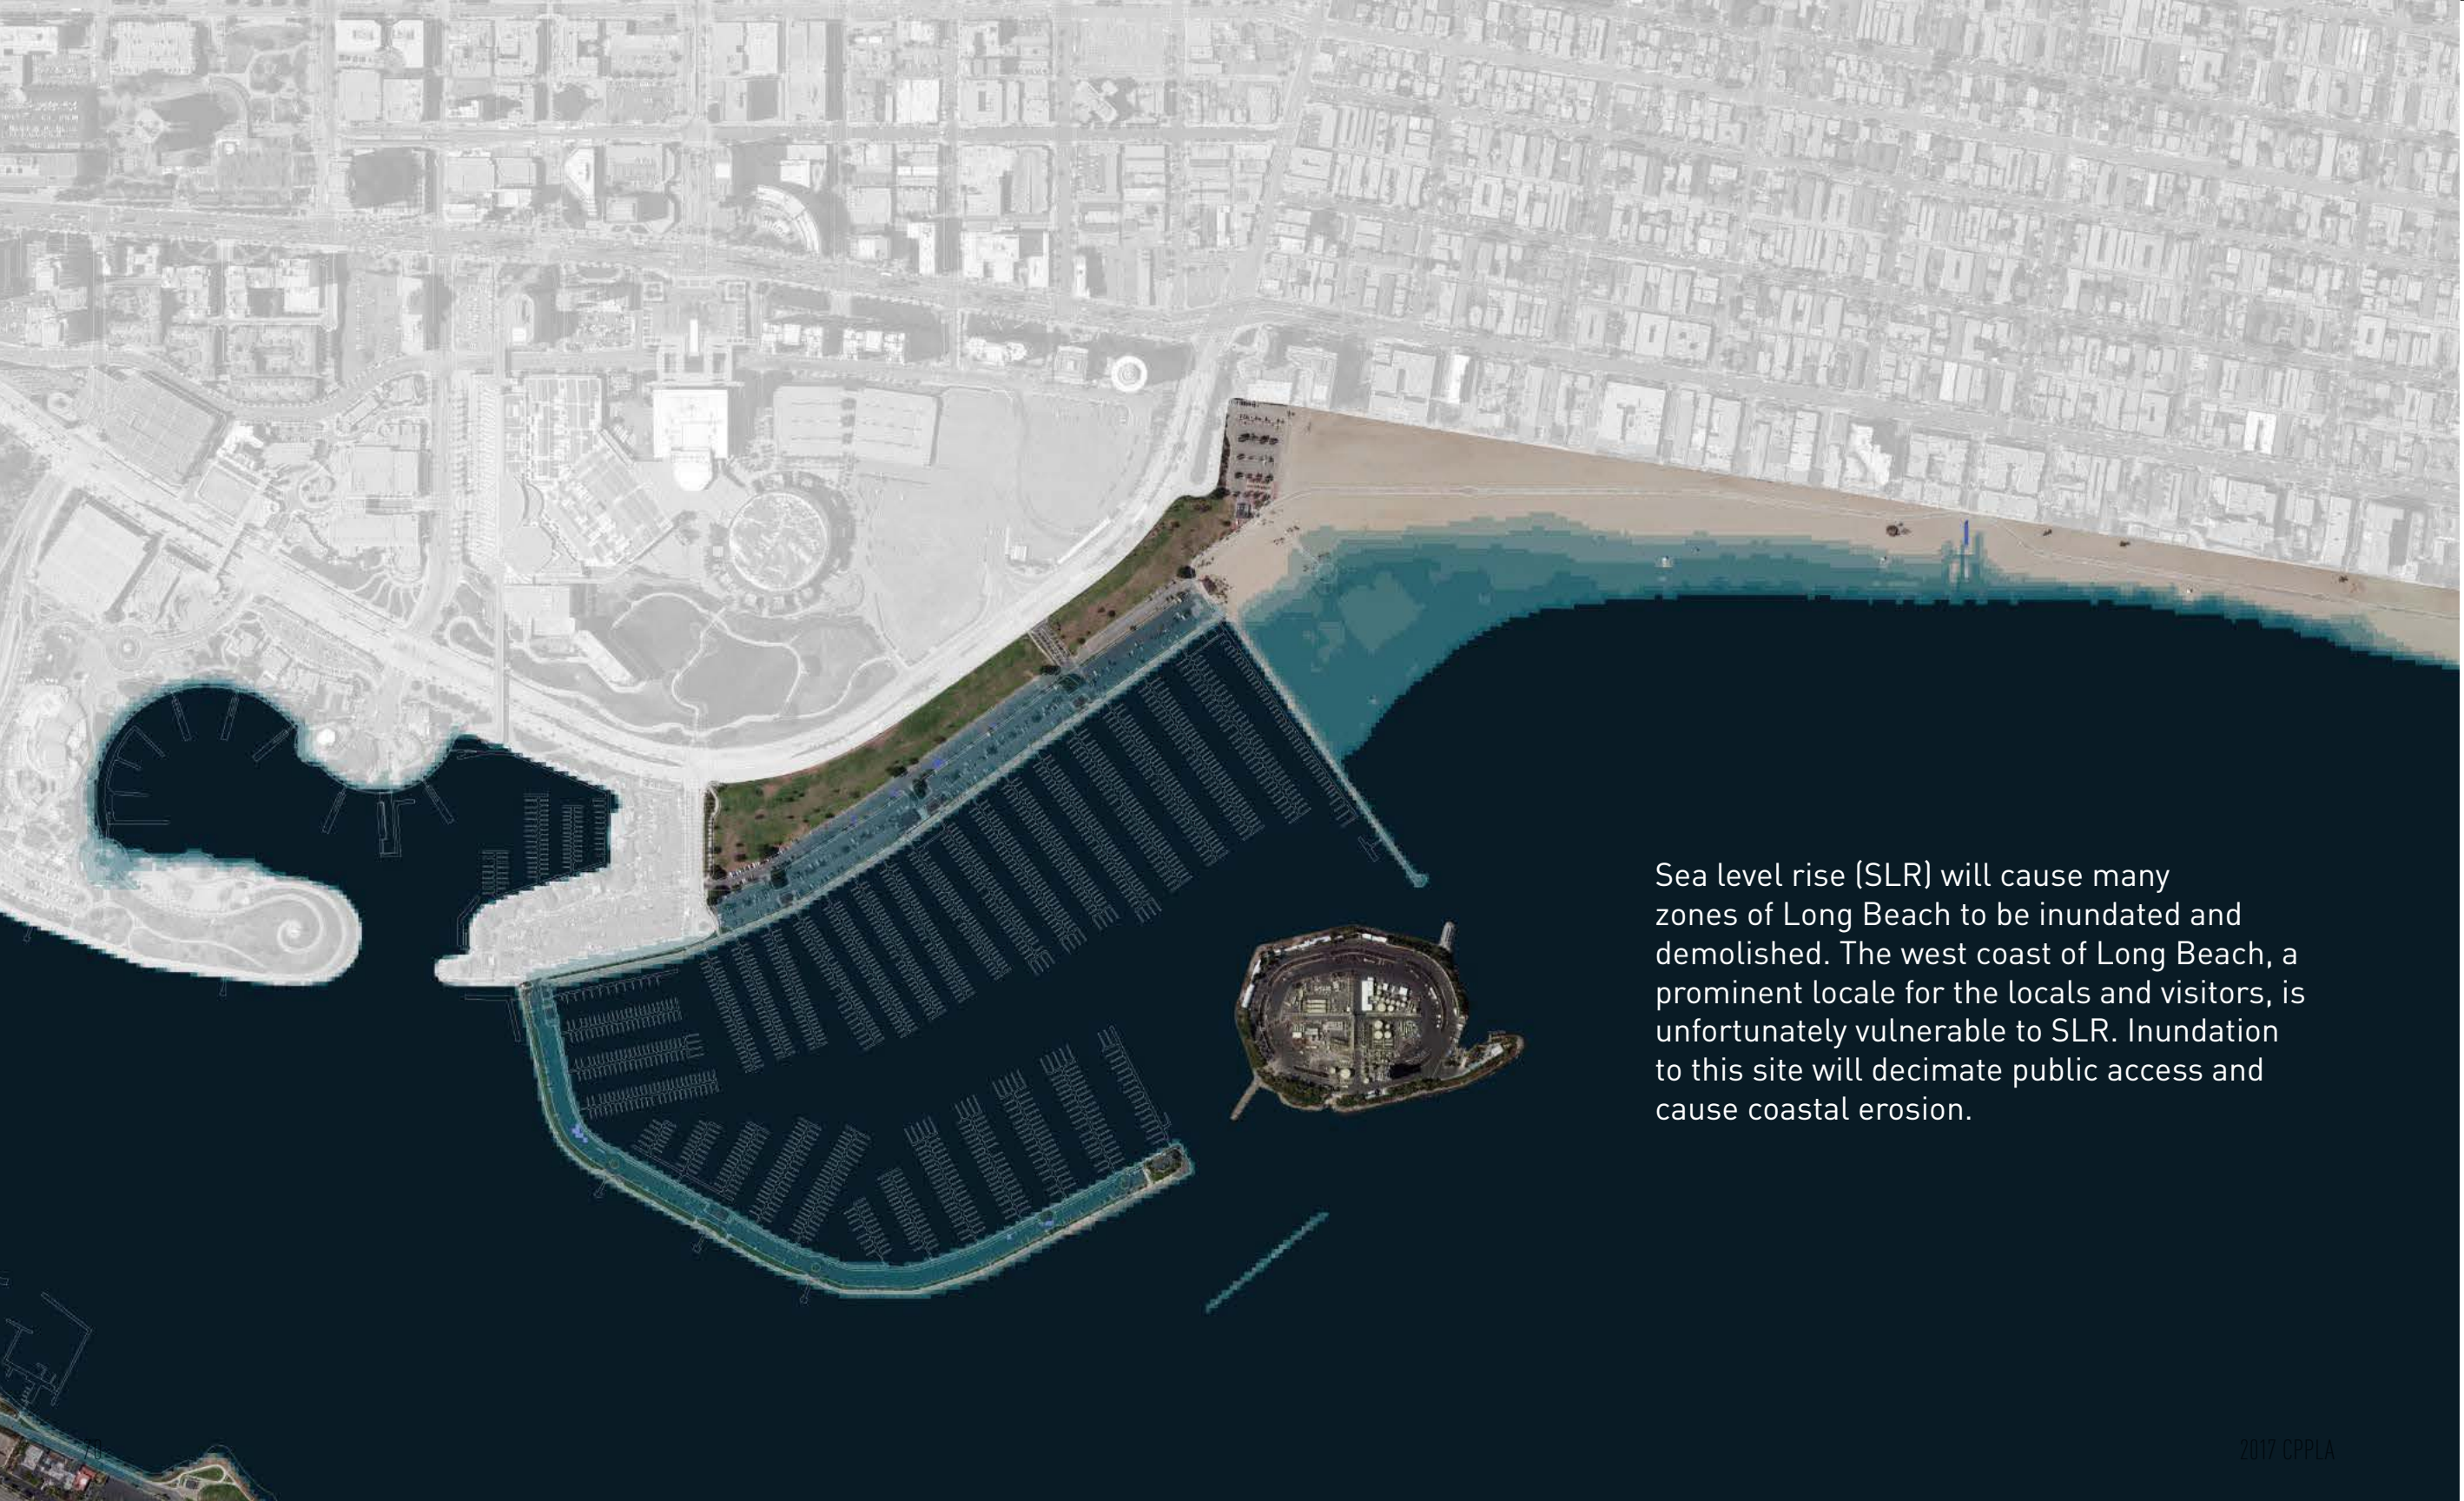 Sea level rise (SLR) will cause many
zones of Long Beach to be inundated and
demolished. The west coast of Long Beach, a
prominent locale for the locals and visitors, is
unfortunately vulnerable to SLR. Inundation
to this site will decimate public access and
cause coastal erosion.
2017 CPPLA